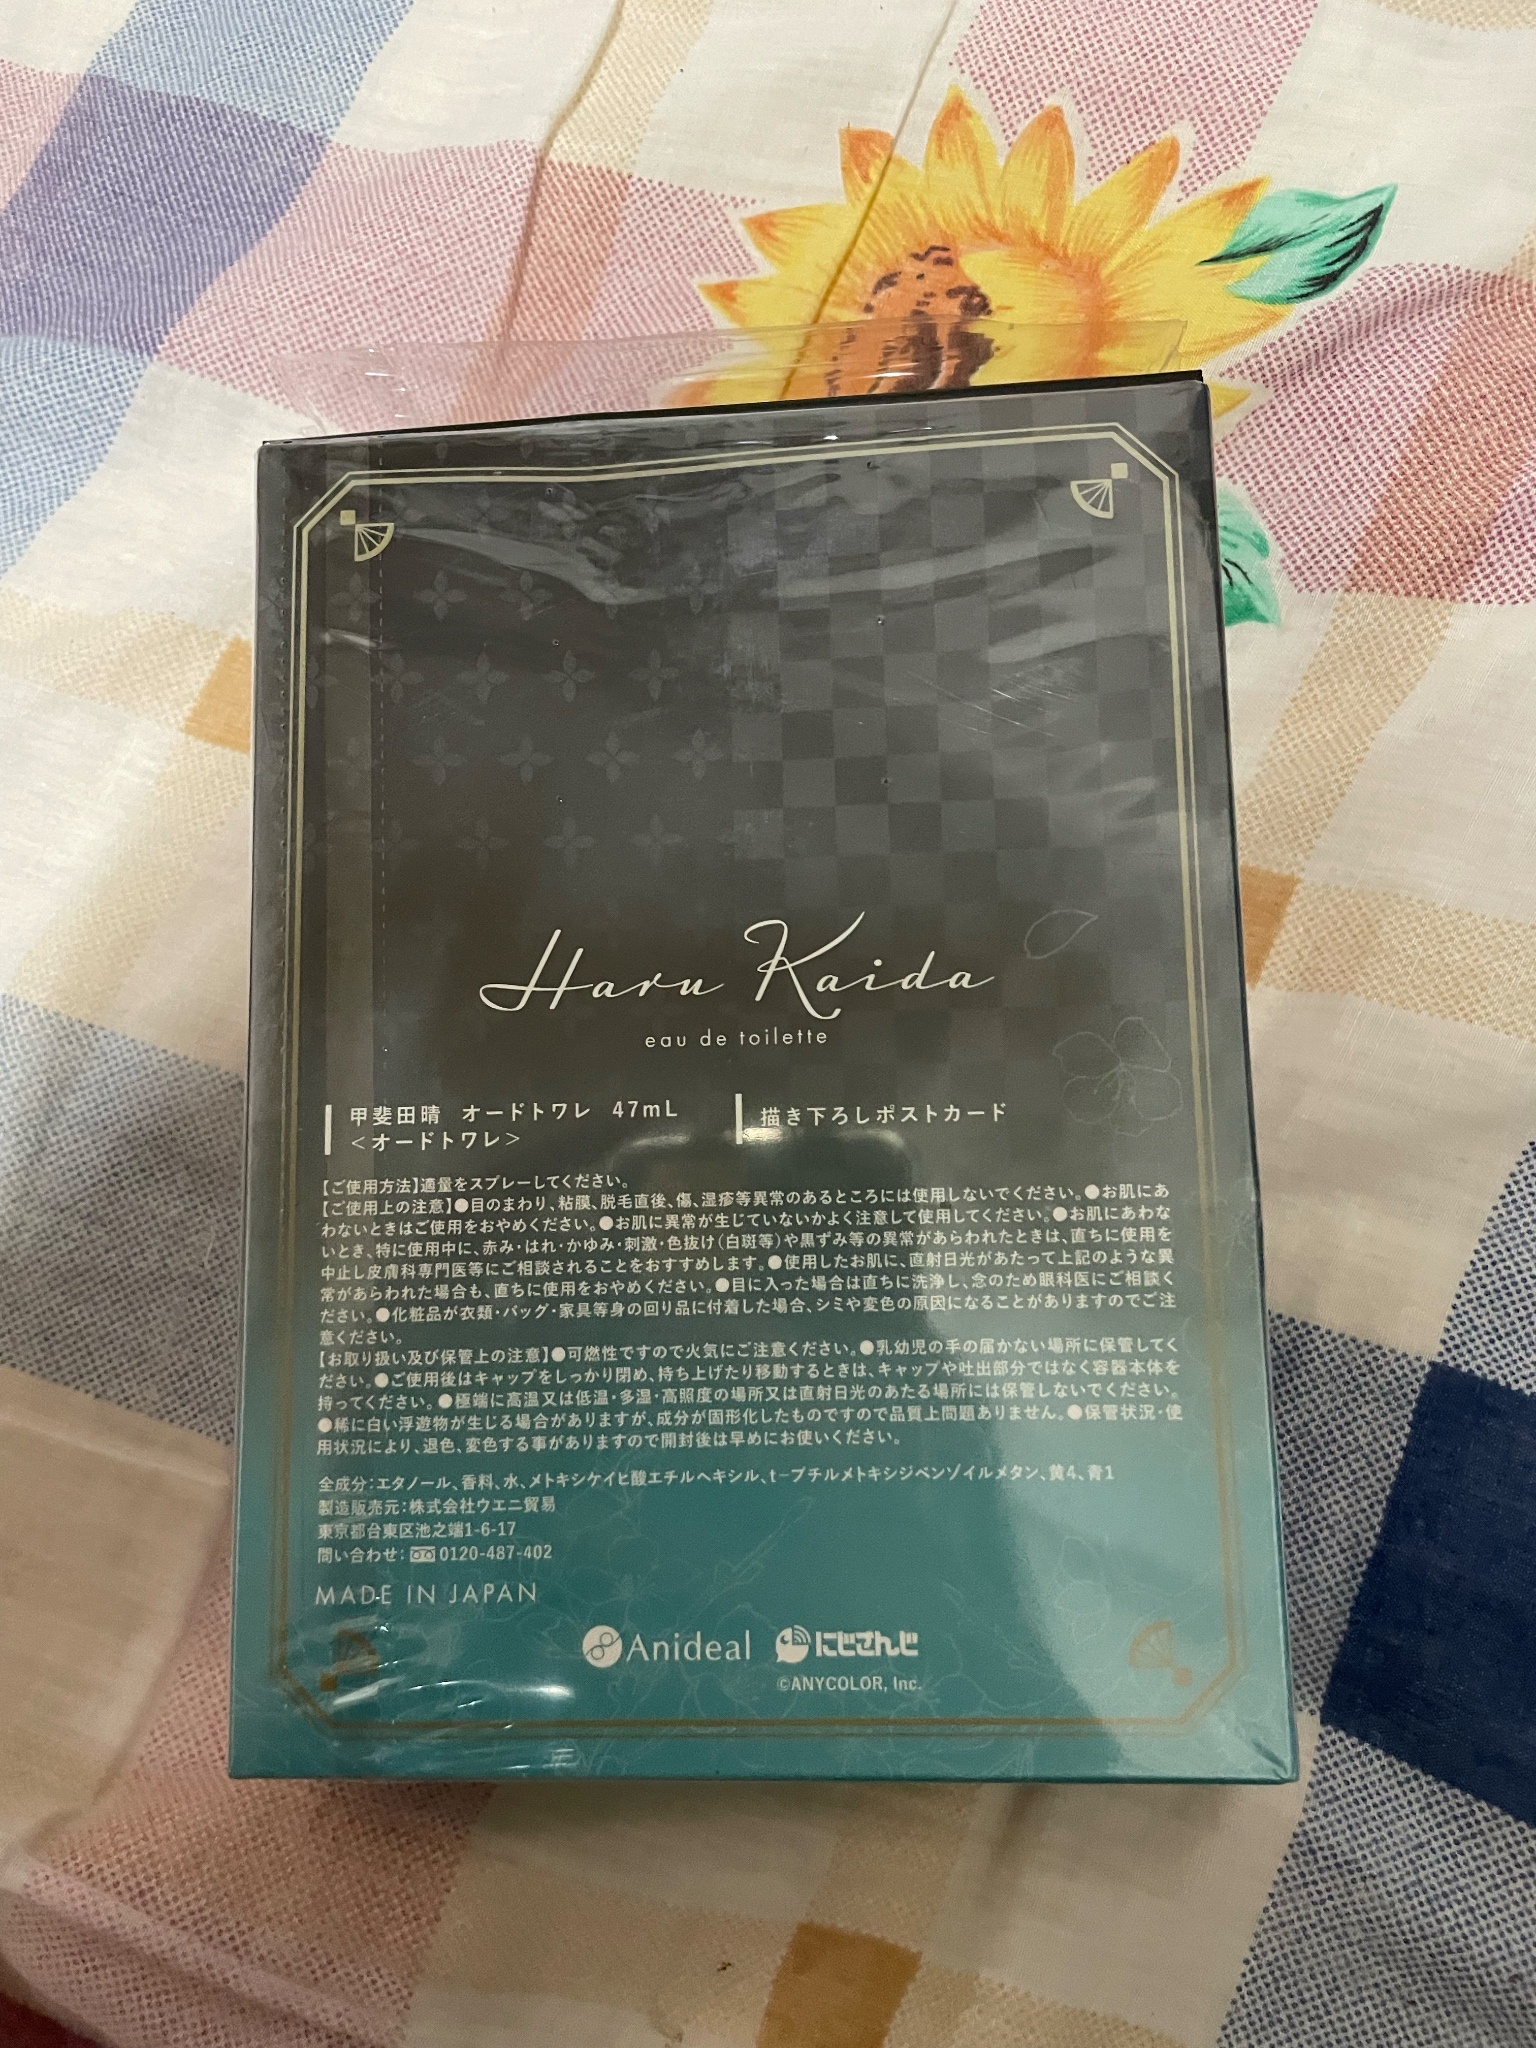 Haru Kaida
eau de toilette
甲斐田晴 オードトワレ 47mL
<オードトワレ>
描き下ろしポストカード
【ご使用方法】適量をスプレーしてください。
【ご使用上の注意】●目のまわり、粘膜、脱毛直後、傷、湿疹等異常のあるところには使用しないでください。●お肌にあ
わないときはご使用をおやめください。●お肌に異常が生じていないかよく注意して使用してください。●お肌にあわな
いとき、特に使用中に、赤み・はれ・かゆみ・刺激・色抜け(白斑等)や黒ずみ等の異常があらわれたときは、直ちに使用を
中止し皮膚科専門医等にご相談されることをおすすめします。●使用したお肌に、直射日光があたって上記のような異
常があらわれた場合も、直ちに使用をおやめください。●目に入った場合は直ちに洗浄し、念のため眼科医にご相談く
ださい。●化粧品が衣類・バッグ・家具等身の回り品に付着した場合、シミや変色の原因になることがありますのでご注
意ください。
【お取り扱い及び保管上の注意】●可燃性ですので火気にご注意ください。●乳幼児の手の届かない場所に保管してく
ださい。●ご使用後はキャップをしっかり閉め、持ち上げたり移動するときは、キャップや吐出部分ではなく容器本体を
持ってください。●極端に高温又は低温・多湿・高照度の場所又は直射日光のあたる場所には保管しないでください。
●稀に白い浮遊物が生じる場合がありますが、成分が固形化したものですので品質上問題ありません。●保管状況・使
用状況により、退色、変色する事がありますので開封後は早めにお使いください。
全成分:エタノール、香料、水、メトキシケイヒ酸エチルヘキシル、t-ブチルメトキシジベンゾイルメタン、黄4、青1
製造販売元:株式会社ウエニ貿易
東京都台東区池之端1-6-17
問い合わせ:0120-487-402
MADE IN JAPAN
Anideal にじさんじ
©ANYCOLOR, Inc.